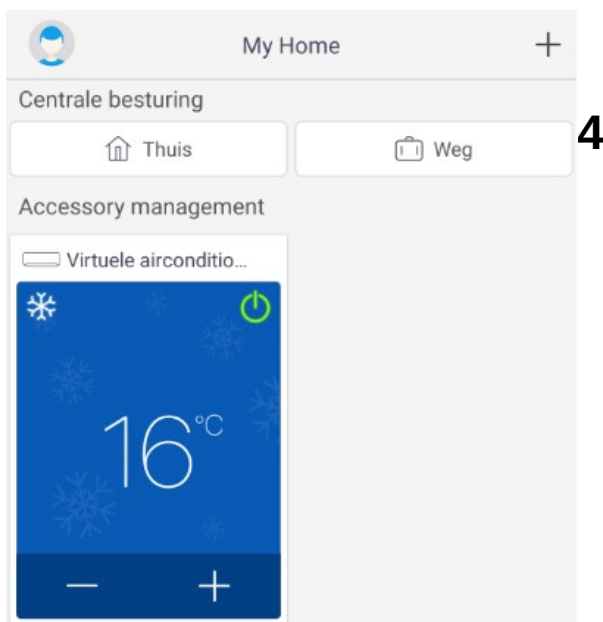 My Home
+
Centrale besturing
Thuis
Weg
4
Accessory management
Virtuele airconditio...
16°C
− +